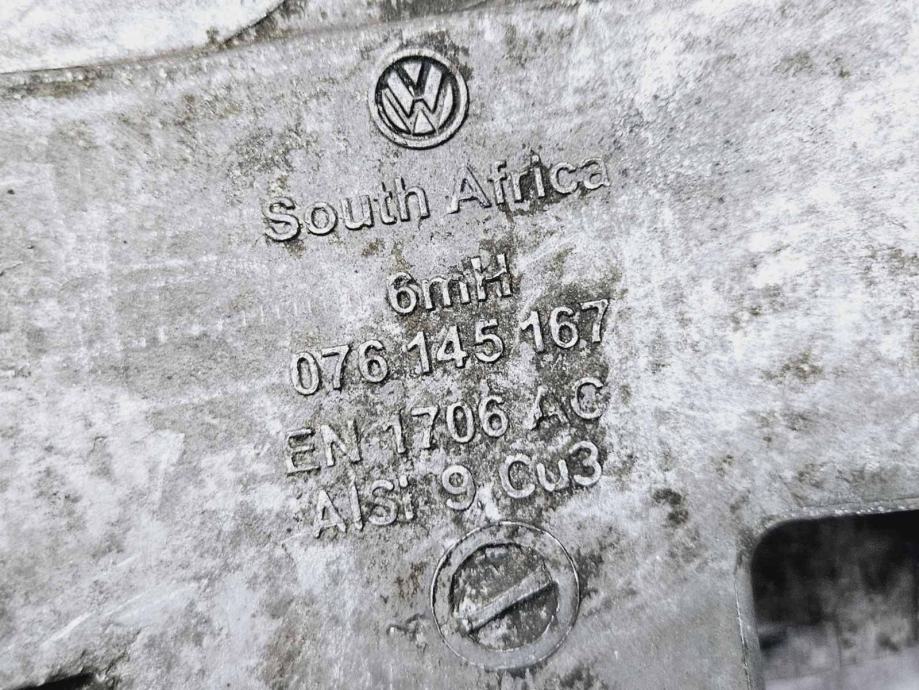 South Africa
6mH
076 145 167
EN 1706 AC
AlSi 9 Cu3